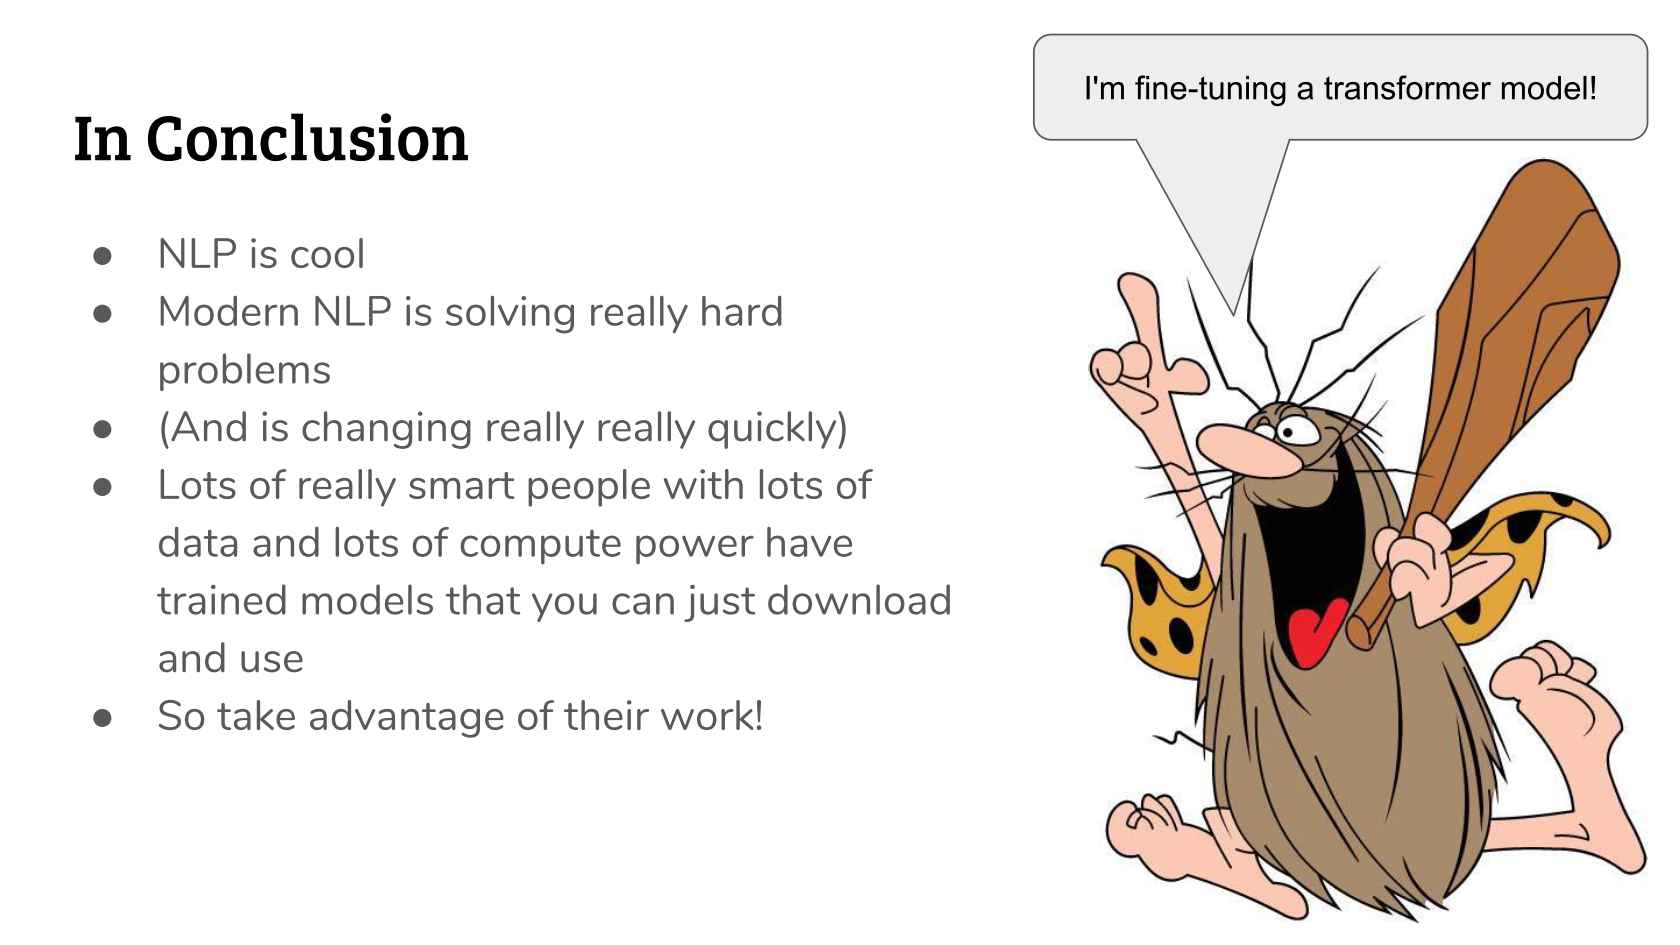 I'm fine-tuning a transformer model!
In Conclusion
● NLP is cool
● Modern NLP is solving really hard
problems
● (And is changing really really quickly)
● Lots of really smart people with lots of
data and lots of compute power have
trained models that you can just download
and use
● So take advantage of their work!